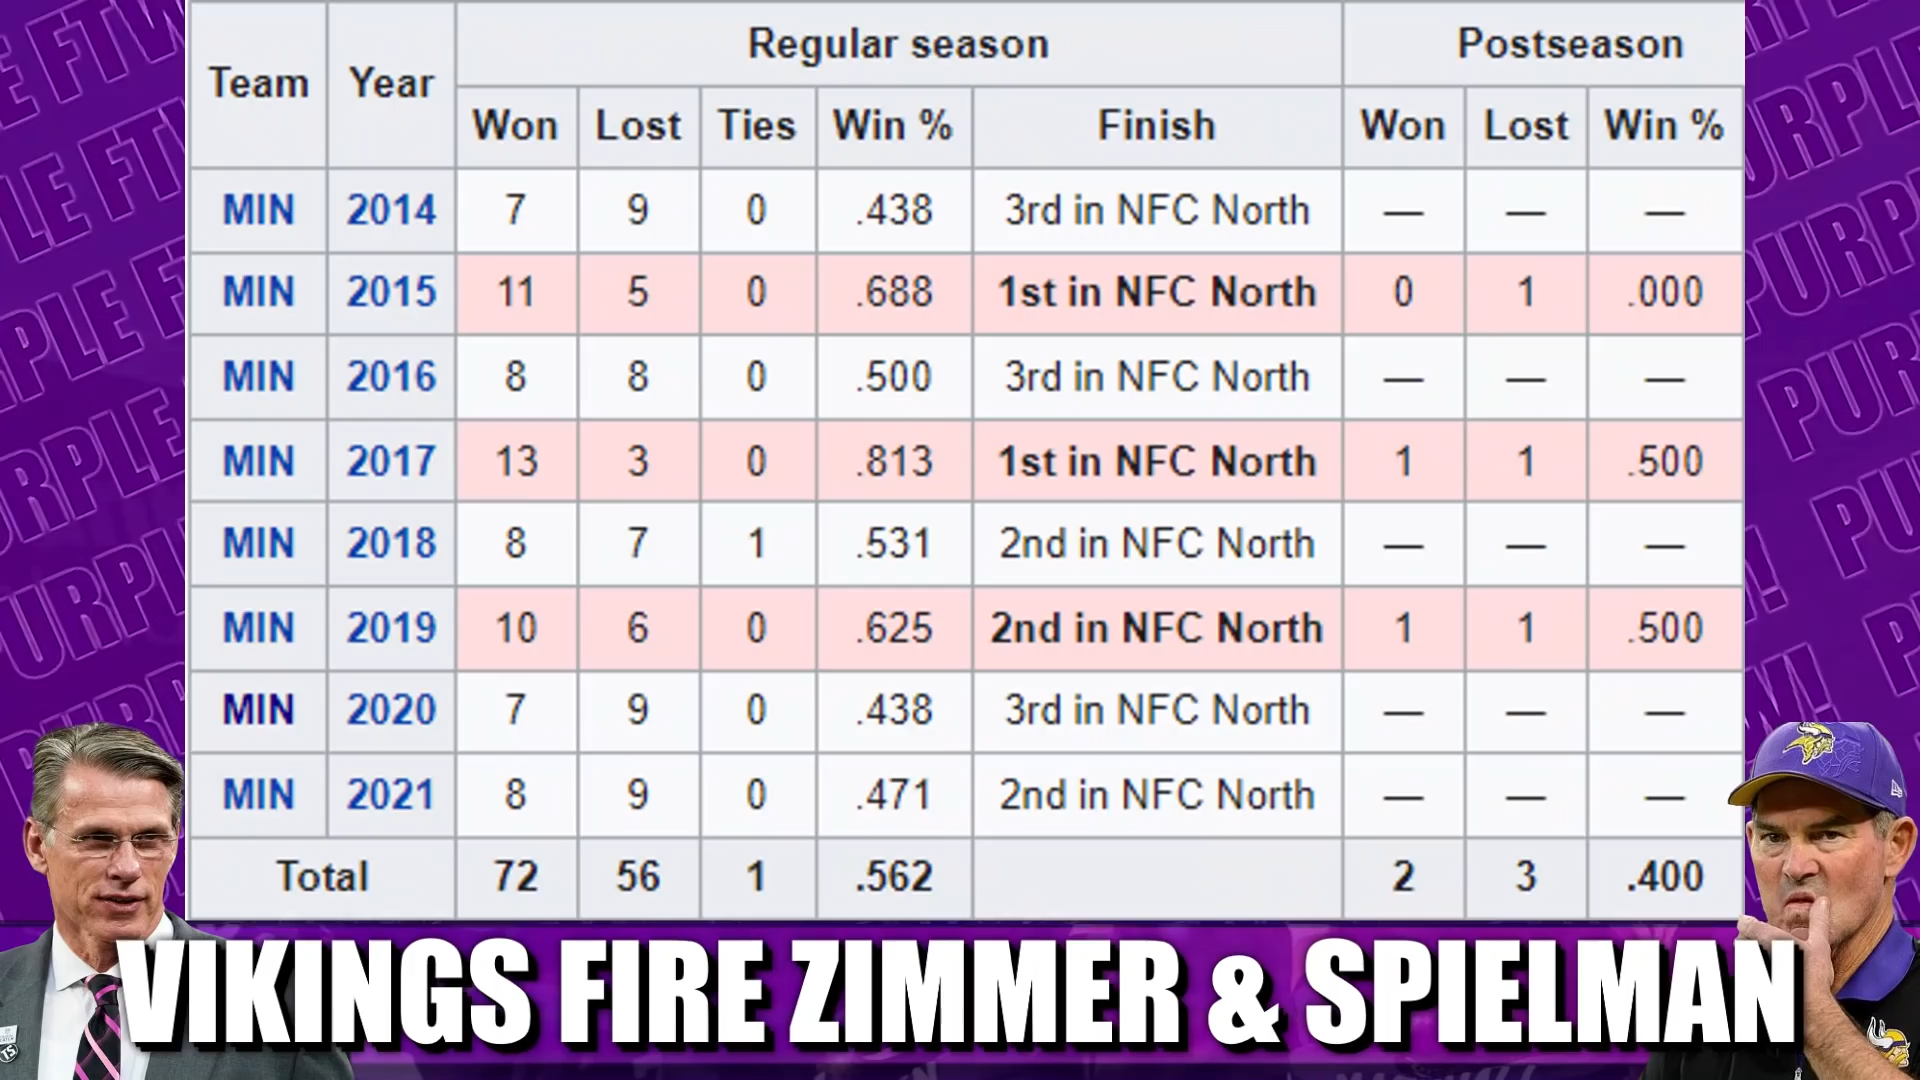 Team Year Regular season Postseason
Won Lost Ties Win % Finish Won Lost Win %
MIN 2014 7 9 0 .438 3rd in NFC North — — —
MIN 2015 11 5 0 .688 1st in NFC North 0 1 .000
MIN 2016 8 8 0 .500 3rd in NFC North — — —
MIN 2017 13 3 0 .813 1st in NFC North 1 1 .500
MIN 2018 8 7 1 .531 2nd in NFC North — — —
MIN 2019 10 6 0 .625 2nd in NFC North 1 1 .500
MIN 2020 7 9 0 .438 3rd in NFC North — — —
MIN 2021 8 9 0 .471 2nd in NFC North — — —
Total 72 56 1 .562 2 3 .400
VIKINGS FIRE ZIMMER & SPIELMAN